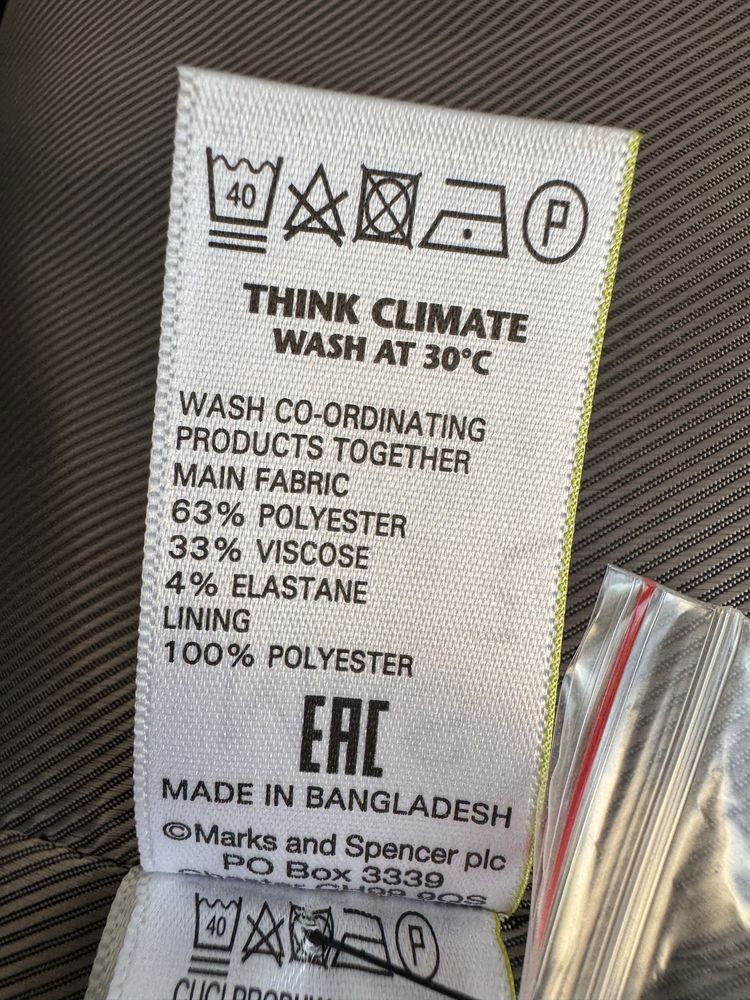 40
P
THINK CLIMATE
WASH AT 30°C
WASH CO-ORDINATING
PRODUCTS TOGETHER
MAIN FABRIC
63% POLYESTER
33% VISCOSE
4% ELASTANE
LINING
100% POLYESTER
EAC
MADE IN BANGLADESH
©Marks and Spencer plc
PO Box 3339
40
P